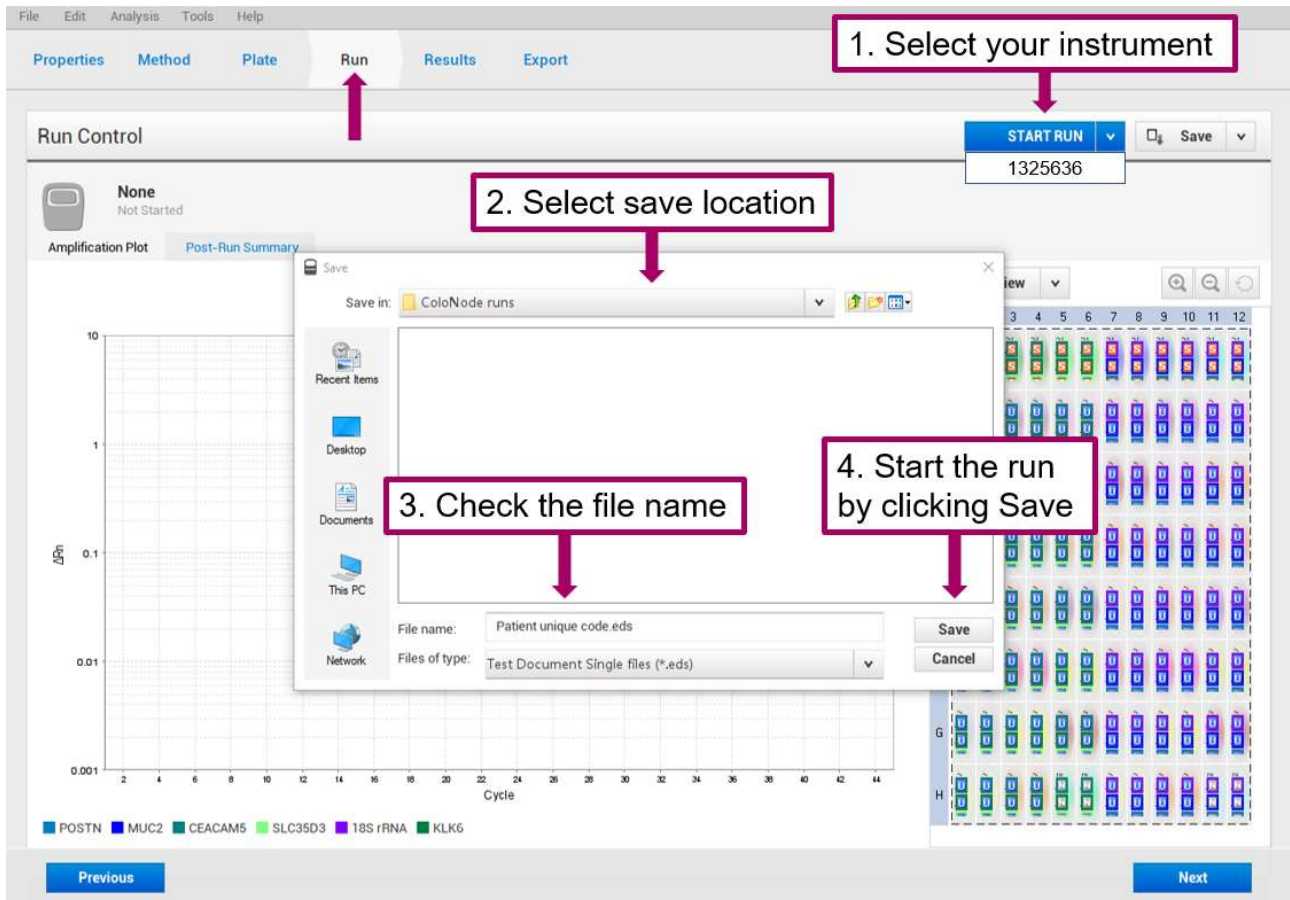 File Edit Analysis Tools Help
Properties Method Plate Run Results Export
1. Select your instrument
Run Control
START RUN
Save
1325636
None
Not Started
2. Select save location
Amplification Plot Post-Run Summary
Save
Save in: ColoNode runs
iew
3 4 5 6 7 8 9 10 11 12
Recent Items
Desktop
Documents
This PC
Network
3. Check the file name
4. Start the run
by clicking Save
File name: Patient unique code.eds
Save
Files of type: Test Document Single files (*.eds)
Cancel
10
1
0.1
0.01
0.001
ΔRn
2 4 6 8 10 12 14 16 18 20 22 24 26 28 30 32 34 36 38 40 42 44
Cycle
G
H
POSTN MUC2 CEACAM5 SLC35D3 18S rRNA KLK6
Previous
Next